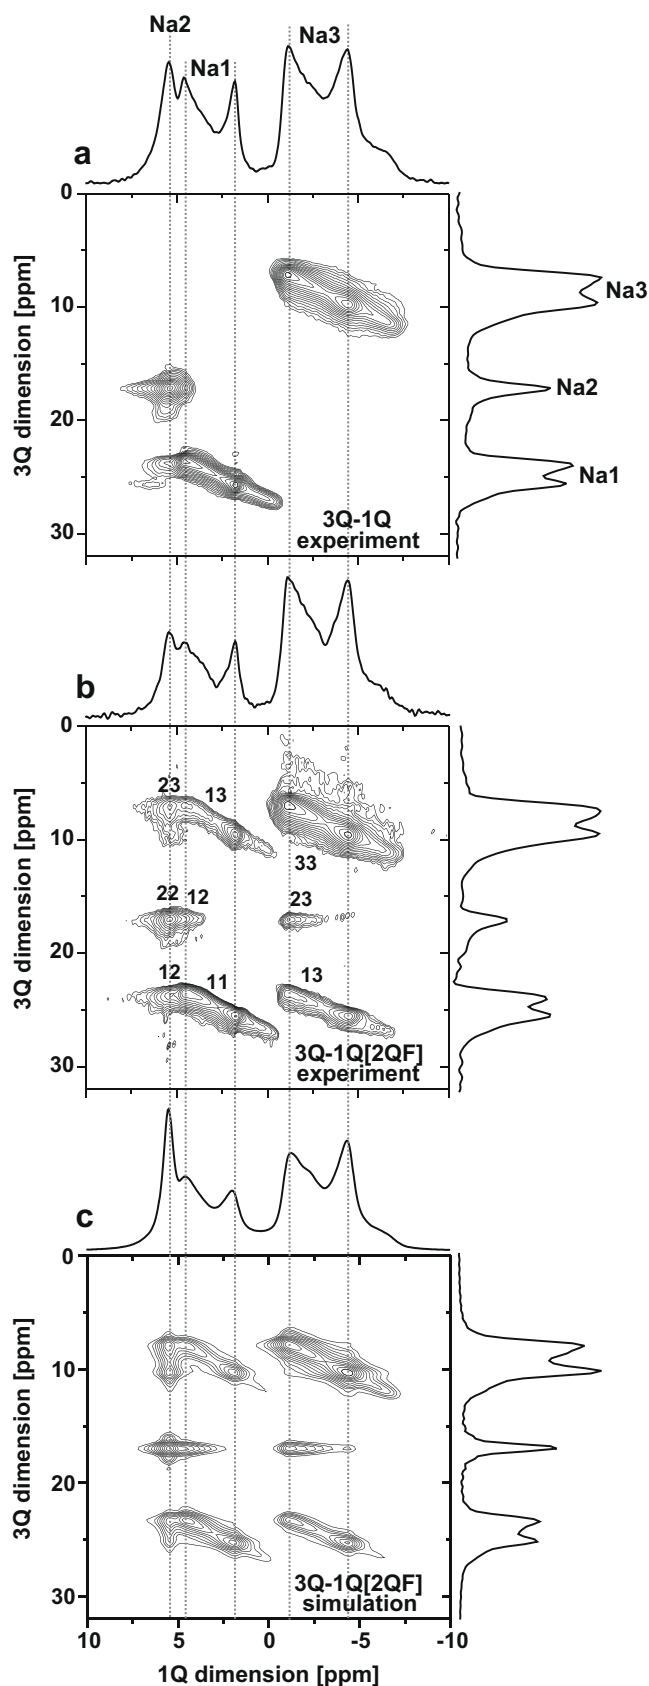 Na2
Na1
Na3
a
0
10
20
30
3Q dimension [ppm]
Na3
Na2
Na1
3Q-1Q
experiment
b
0
10
20
30
3Q dimension [ppm]
23
13
33
22
12
23
12
11
13
3Q-1Q[2QF]
experiment
c
0
10
20
30
3Q dimension [ppm]
3Q-1Q[2QF]
simulation
10
5
0
-5
-10
1Q dimension [ppm]